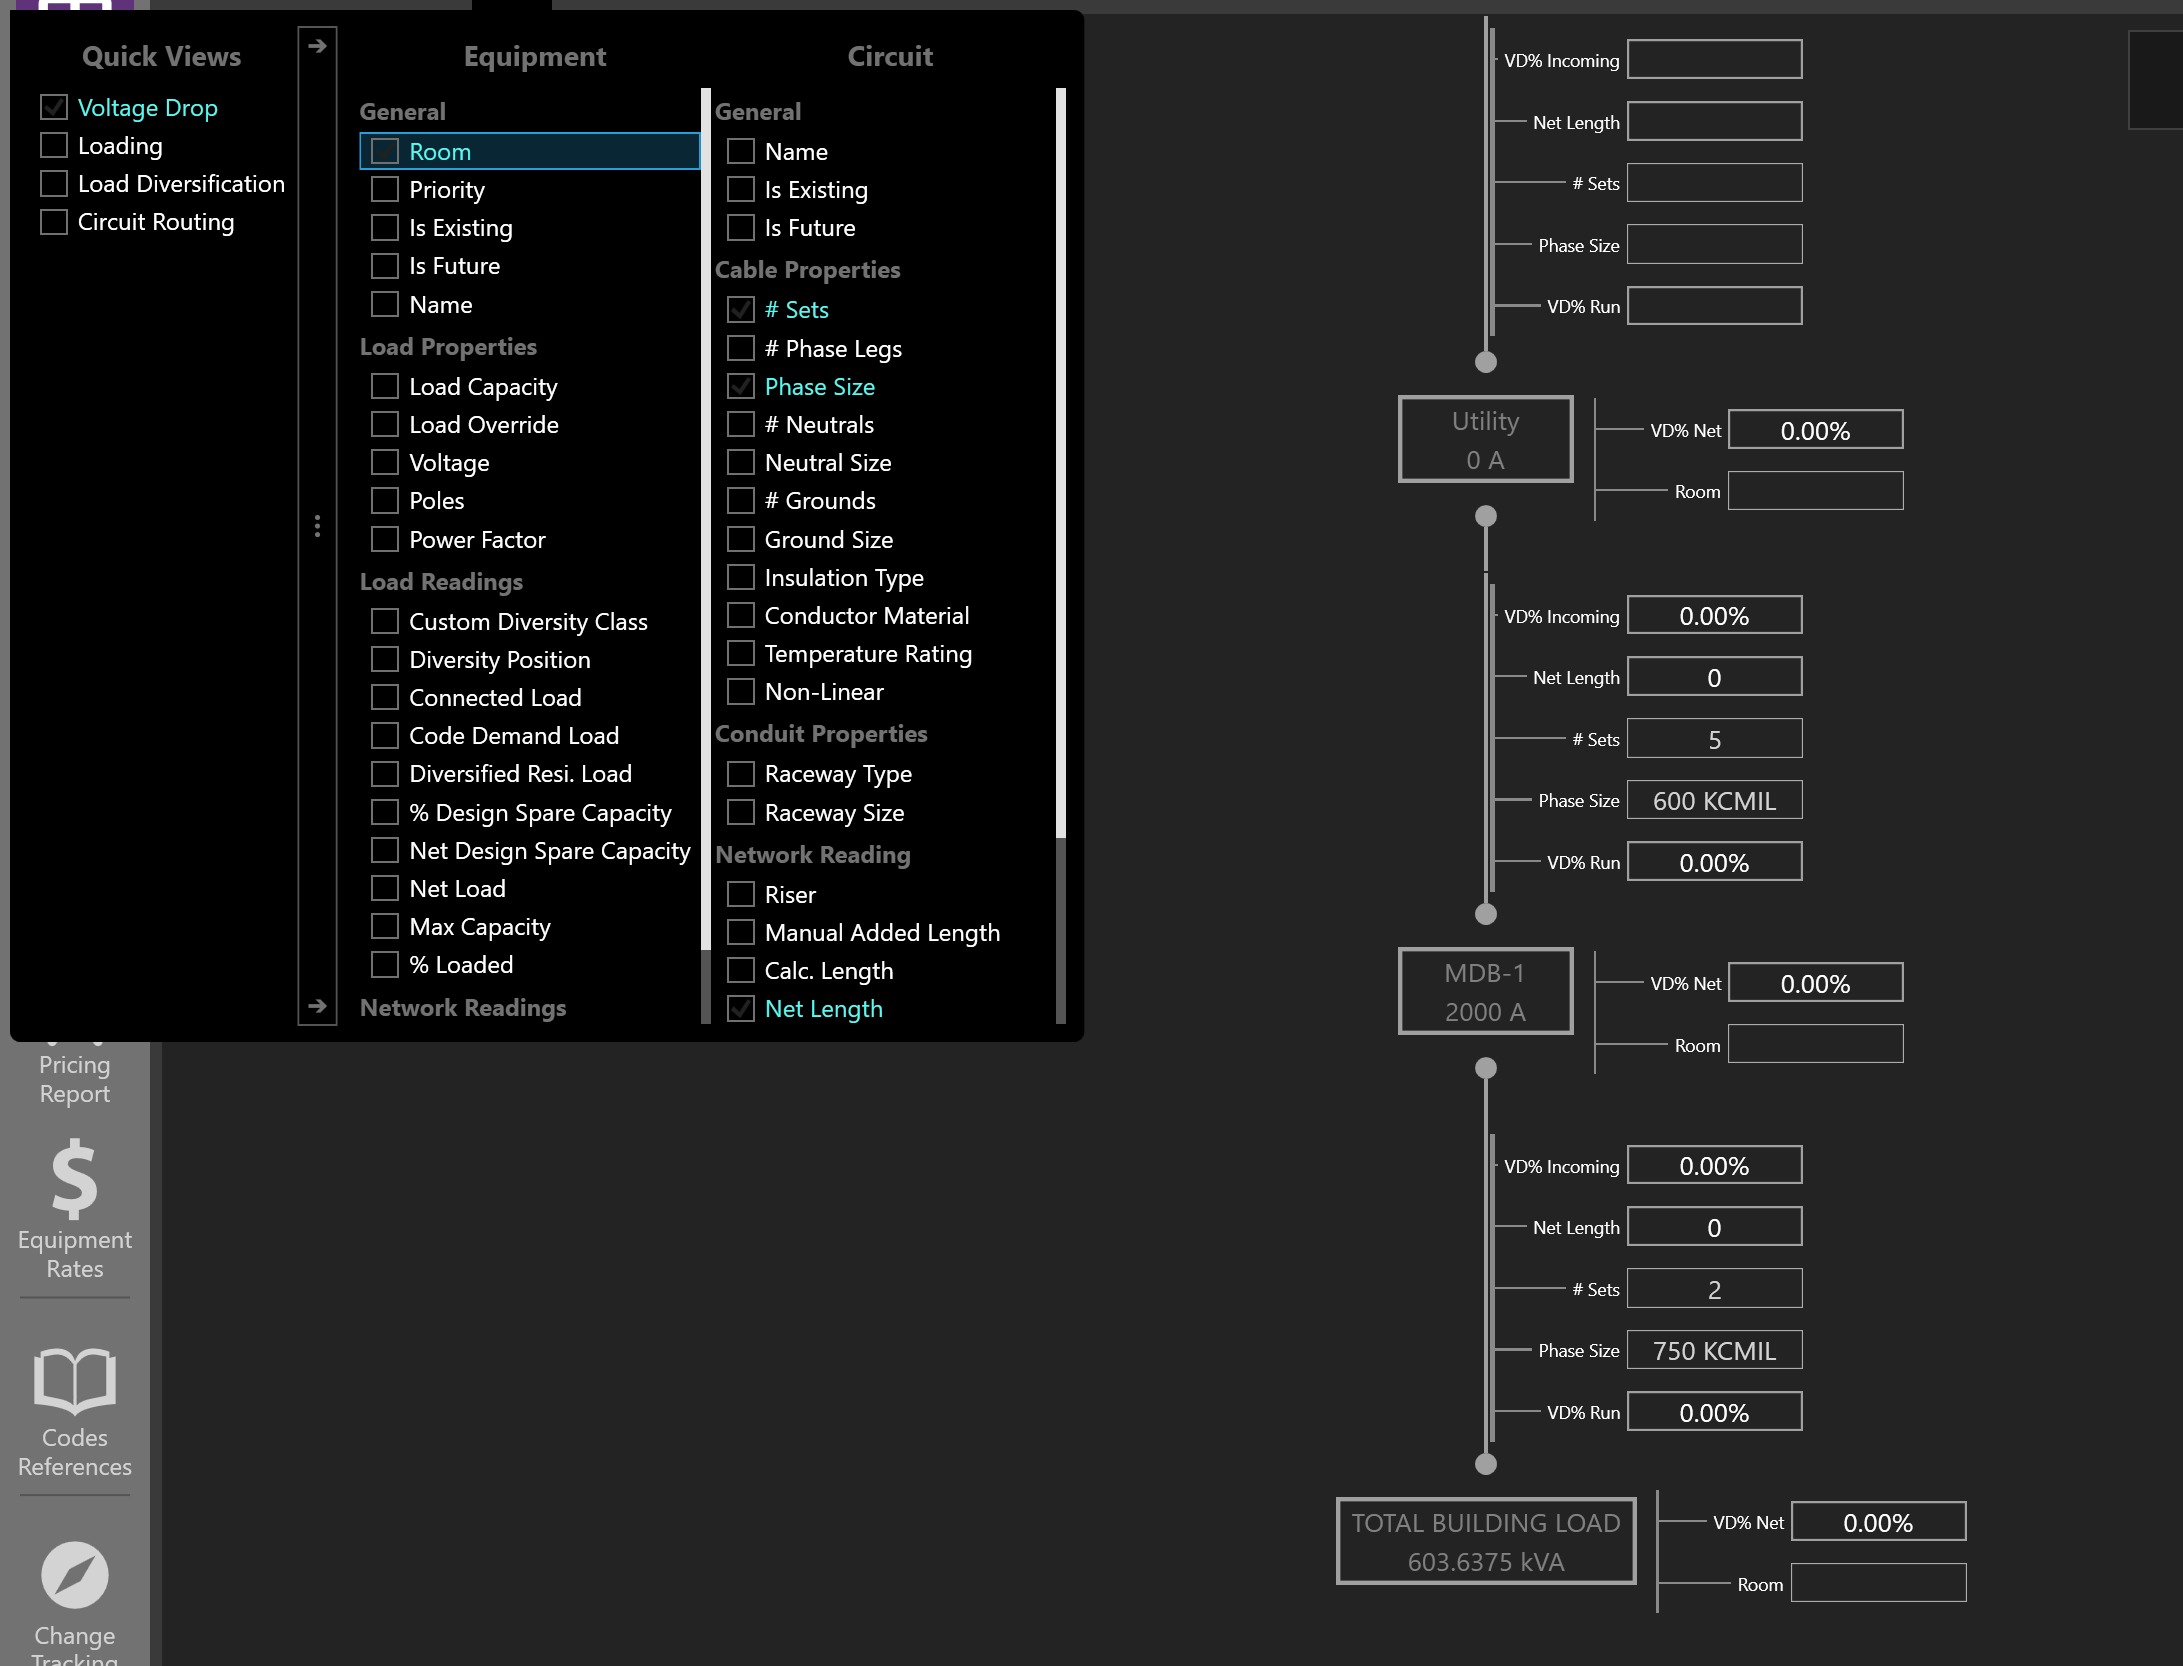 Quick Views
Voltage Drop
Loading
Load Diversification
Circuit Routing
Equipment
General
Room
Priority
Is Existing
Is Future
Name
Load Properties
Load Capacity
Load Override
Voltage
Poles
Power Factor
Load Readings
Custom Diversity Class
Diversity Position
Connected Load
Code Demand Load
Diversified Resi. Load
% Design Spare Capacity
Net Design Spare Capacity
Net Load
Max Capacity
% Loaded
Network Readings
Circuit
General
Name
Is Existing
Is Future
Cable Properties
# Sets
# Phase Legs
Phase Size
# Neutrals
Neutral Size
# Grounds
Ground Size
Insulation Type
Conductor Material
Temperature Rating
Non-Linear
Conduit Properties
Raceway Type
Raceway Size
Network Reading
Riser
Manual Added Length
Calc. Length
Net Length
Pricing
Report
Equipment
Rates
Codes
References
Change
Tracking
VD% Incoming
Net Length
# Sets
Phase Size
VD% Run
Utility
0 A
VD% Net 0.00%
Room
VD% Incoming 0.00%
Net Length 0
# Sets 5
Phase Size 600 KCMIL
VD% Run 0.00%
MDB-1
2000 A
VD% Net 0.00%
Room
VD% Incoming 0.00%
Net Length 0
# Sets 2
Phase Size 750 KCMIL
VD% Run 0.00%
TOTAL BUILDING LOAD
603.6375 kVA
VD% Net 0.00%
Room